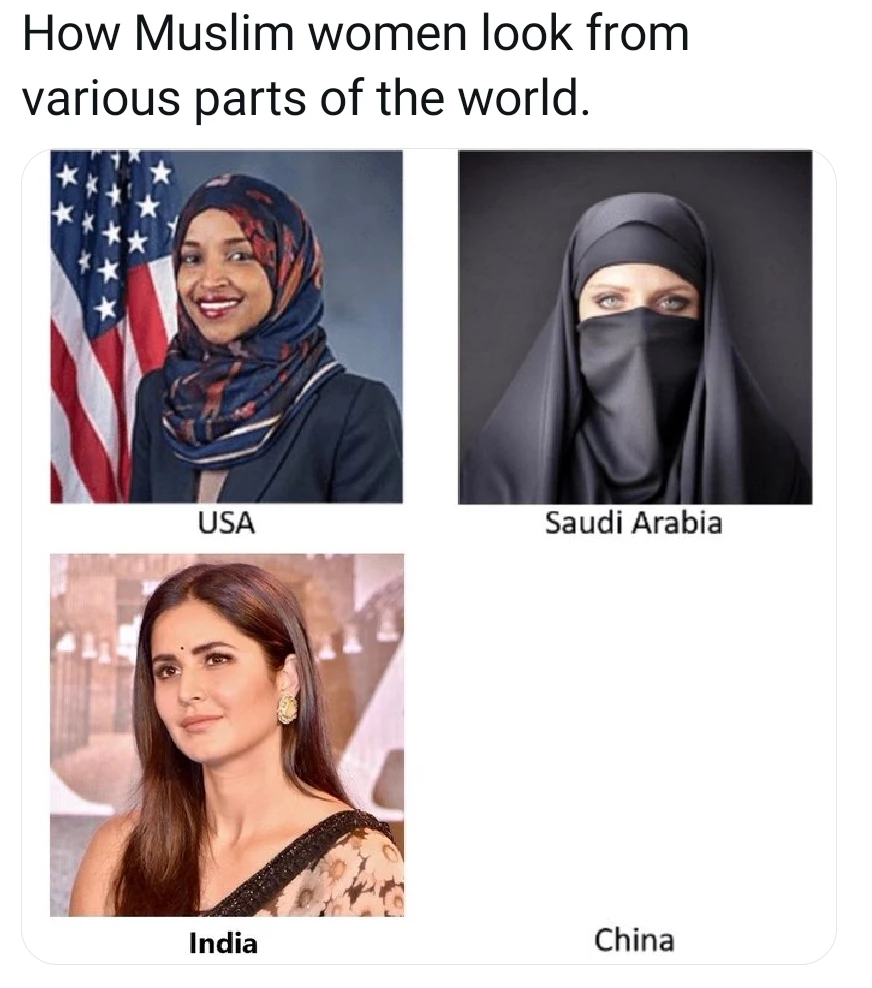 How Muslim women look from
various parts of the world.
USA
Saudi Arabia
India
China